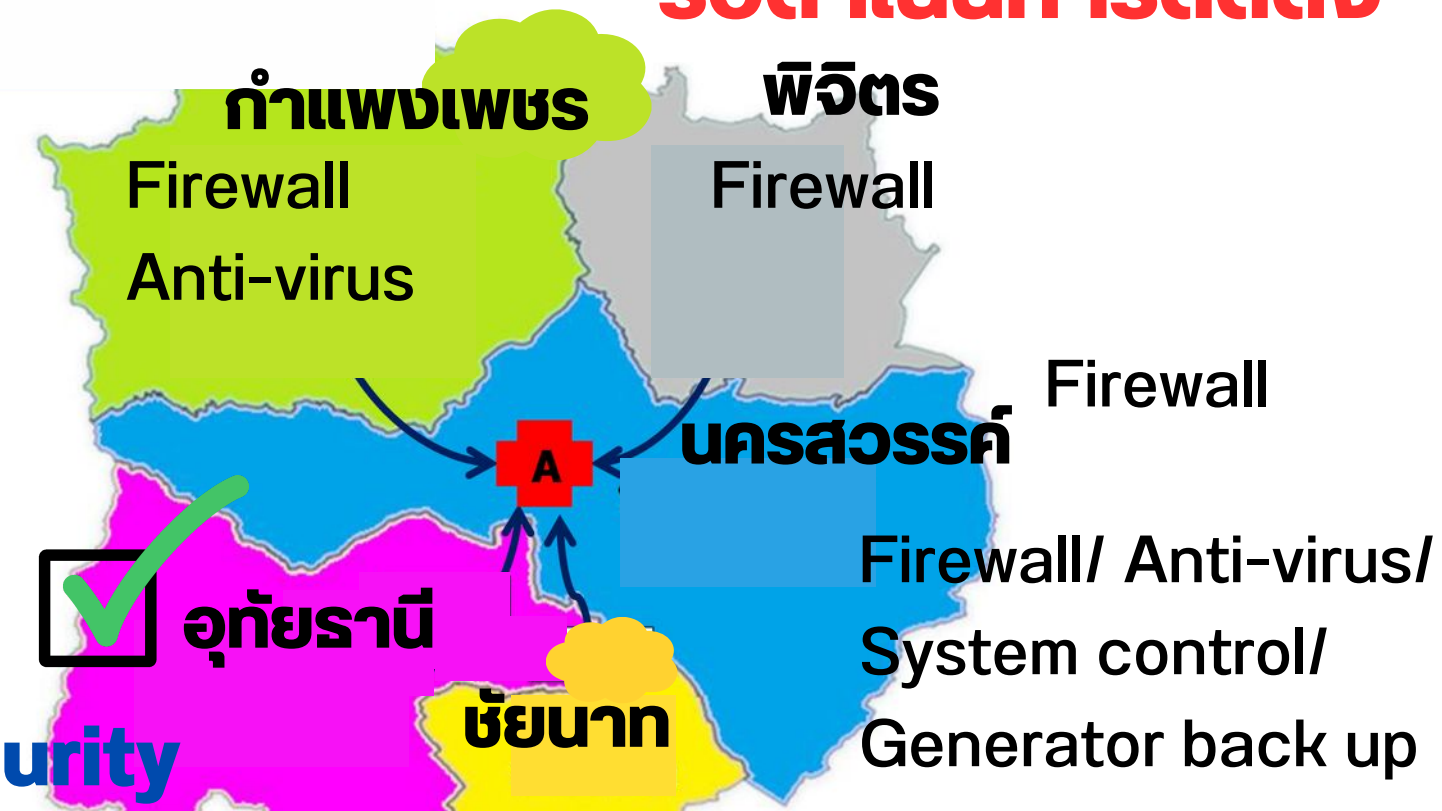 กำแพงเพชร
พิจิตร
Firewall
Firewall
Anti-virus
Firewall
นครสวรรค์
A
Firewall/ Anti-virus/
อุทัยธานี
System control/
ชัยนาท
Generator back up
urity